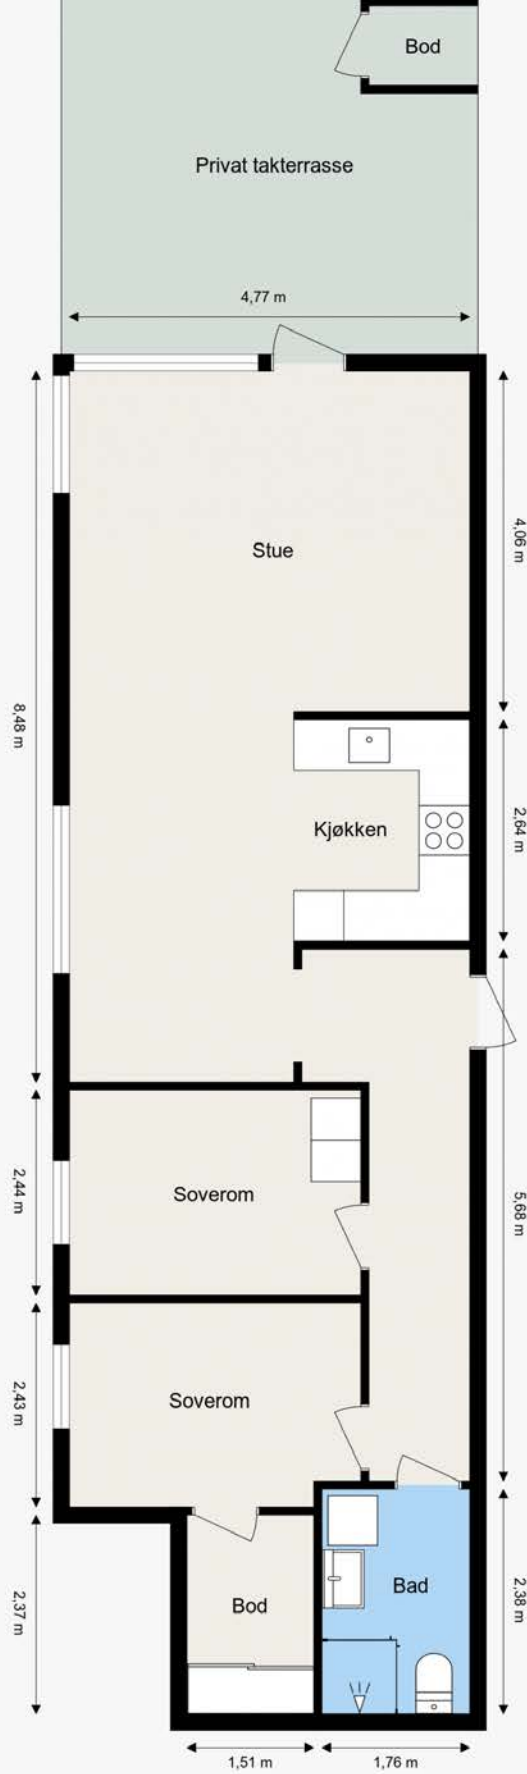 Bod
Privat takterrasse
4,77 m
Stue
4,06 m
8,48 m
Kjøkken
2,64 m
Soverom
2,44 m
5,68 m
Soverom
2,43 m
Bad
Bod
2,37 m
2,38 m
1,51 m
1,76 m